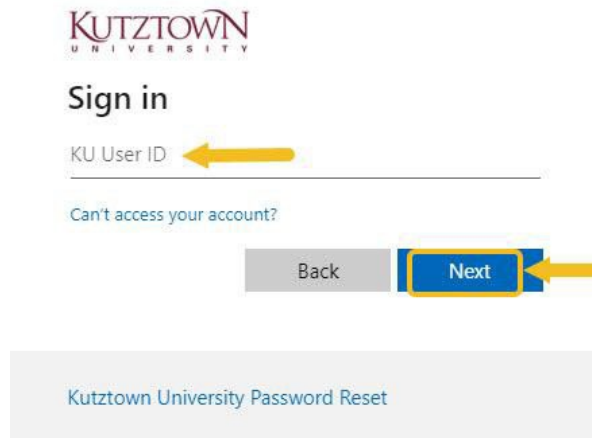 KUTZTOWN
UNIVERSITY
Sign in
KU User ID
Can't access your account?
Back Next
Kutztown University Password Reset